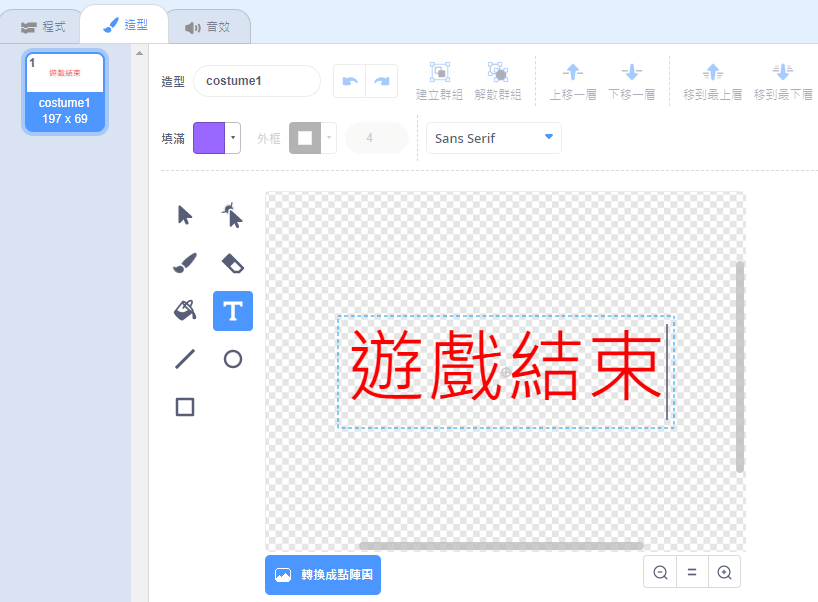 程式 造型 音效
1
遊戲結束
costume1
197 x 69
造型 costume1
建立群組 解散群組 上移一層 下移一層 移到最上層 移到最下層
填滿 外框 4 Sans Serif
T
遊戲結束
轉換成點陣圖